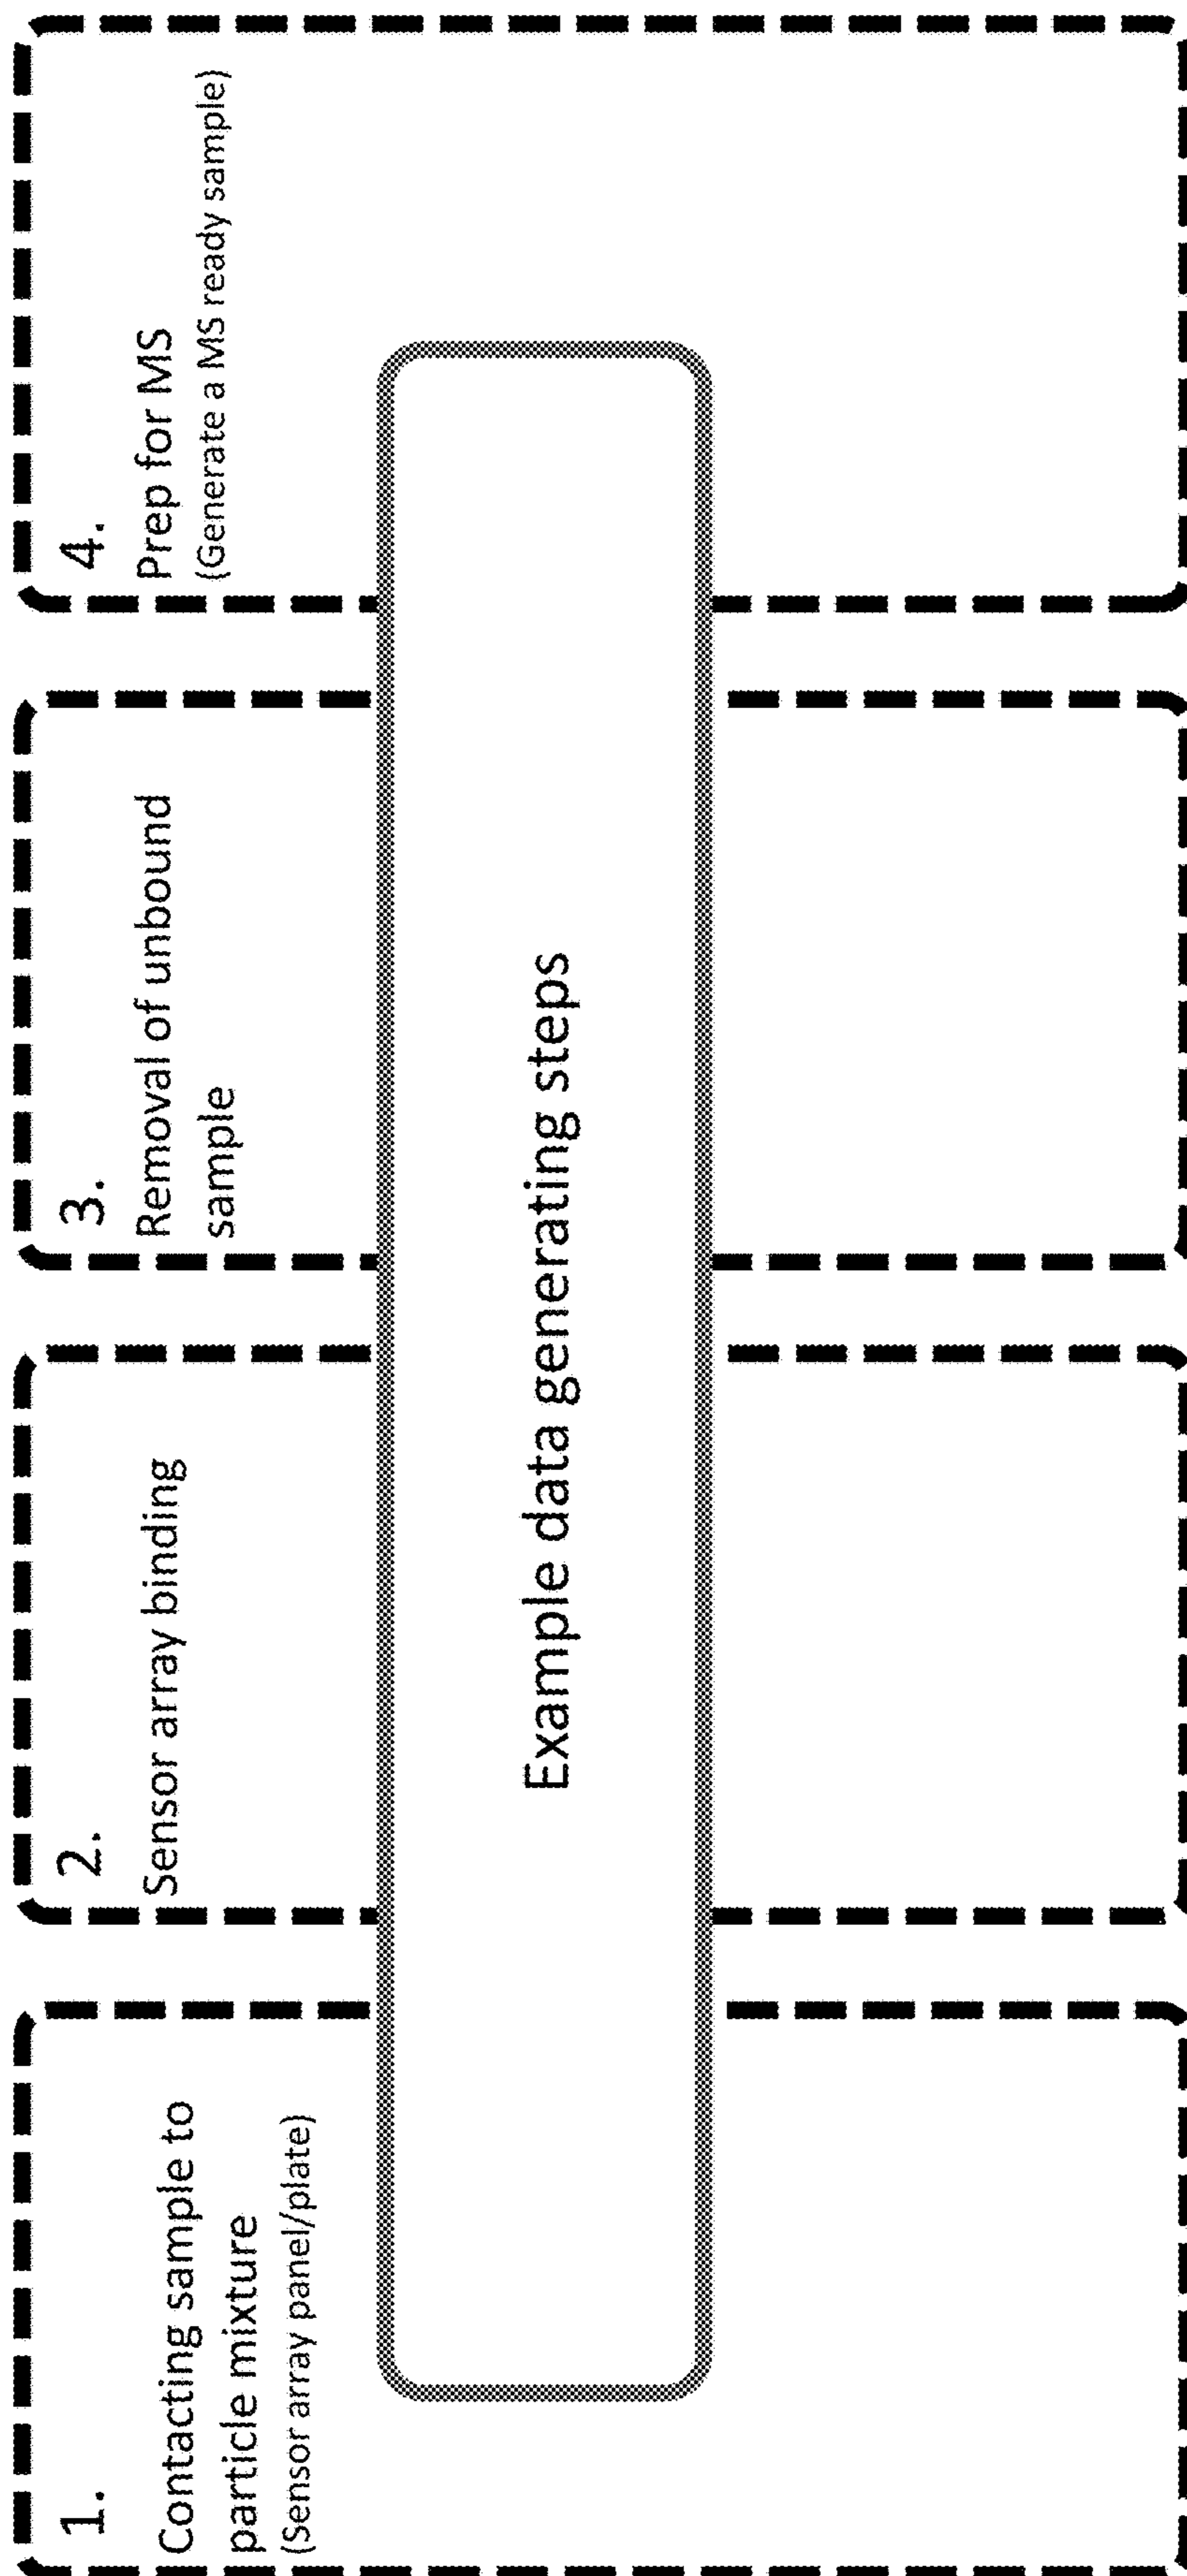 1.
Contacting sample to
particle mixture
(Sensor array panel/plate)
2.
Sensor array binding
3.
Removal of unbound
sample
4.
Prep for MS
(Generate a MS ready sample)
Example data generating steps